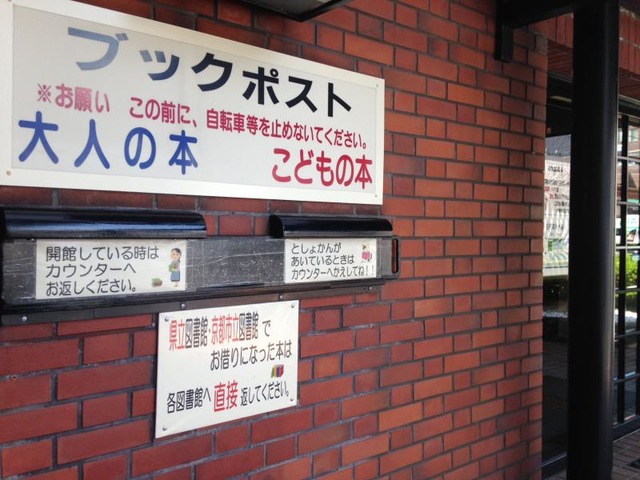 ブックポスト
※お願い この前に、自転車等を止めないでください。
大人の本 こどもの本
開館している時は
カウンターへ
お返しください。
としょかんが
あいているときは
カウンターへかえしてね!!
県立図書館・京都市立図書館で
お借りになった本は
各図書館へ直接返してください。